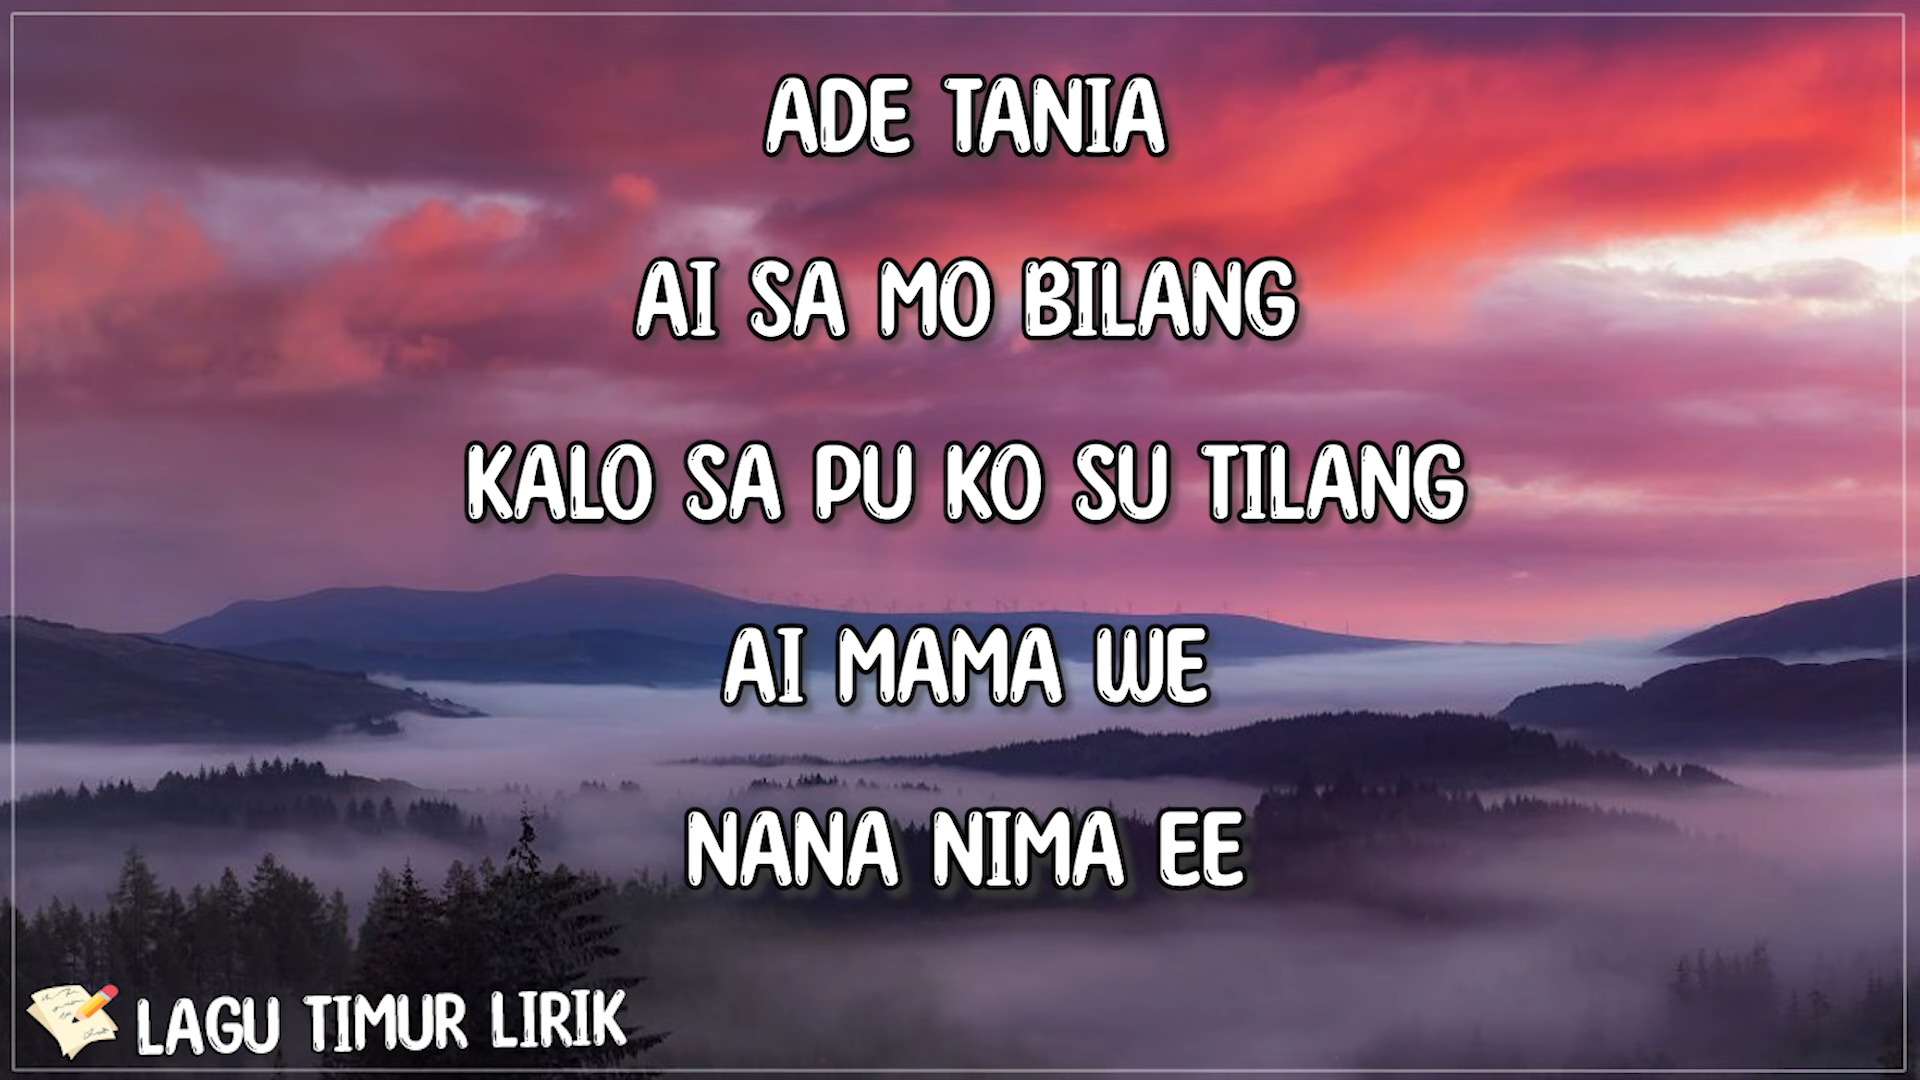 ADE TANIA
AI SA MO BILANG
KALO SA PU KO SU TILANG
AI MAMA WE
NANA NIMA EE
LAGU TIMUR LIRIK